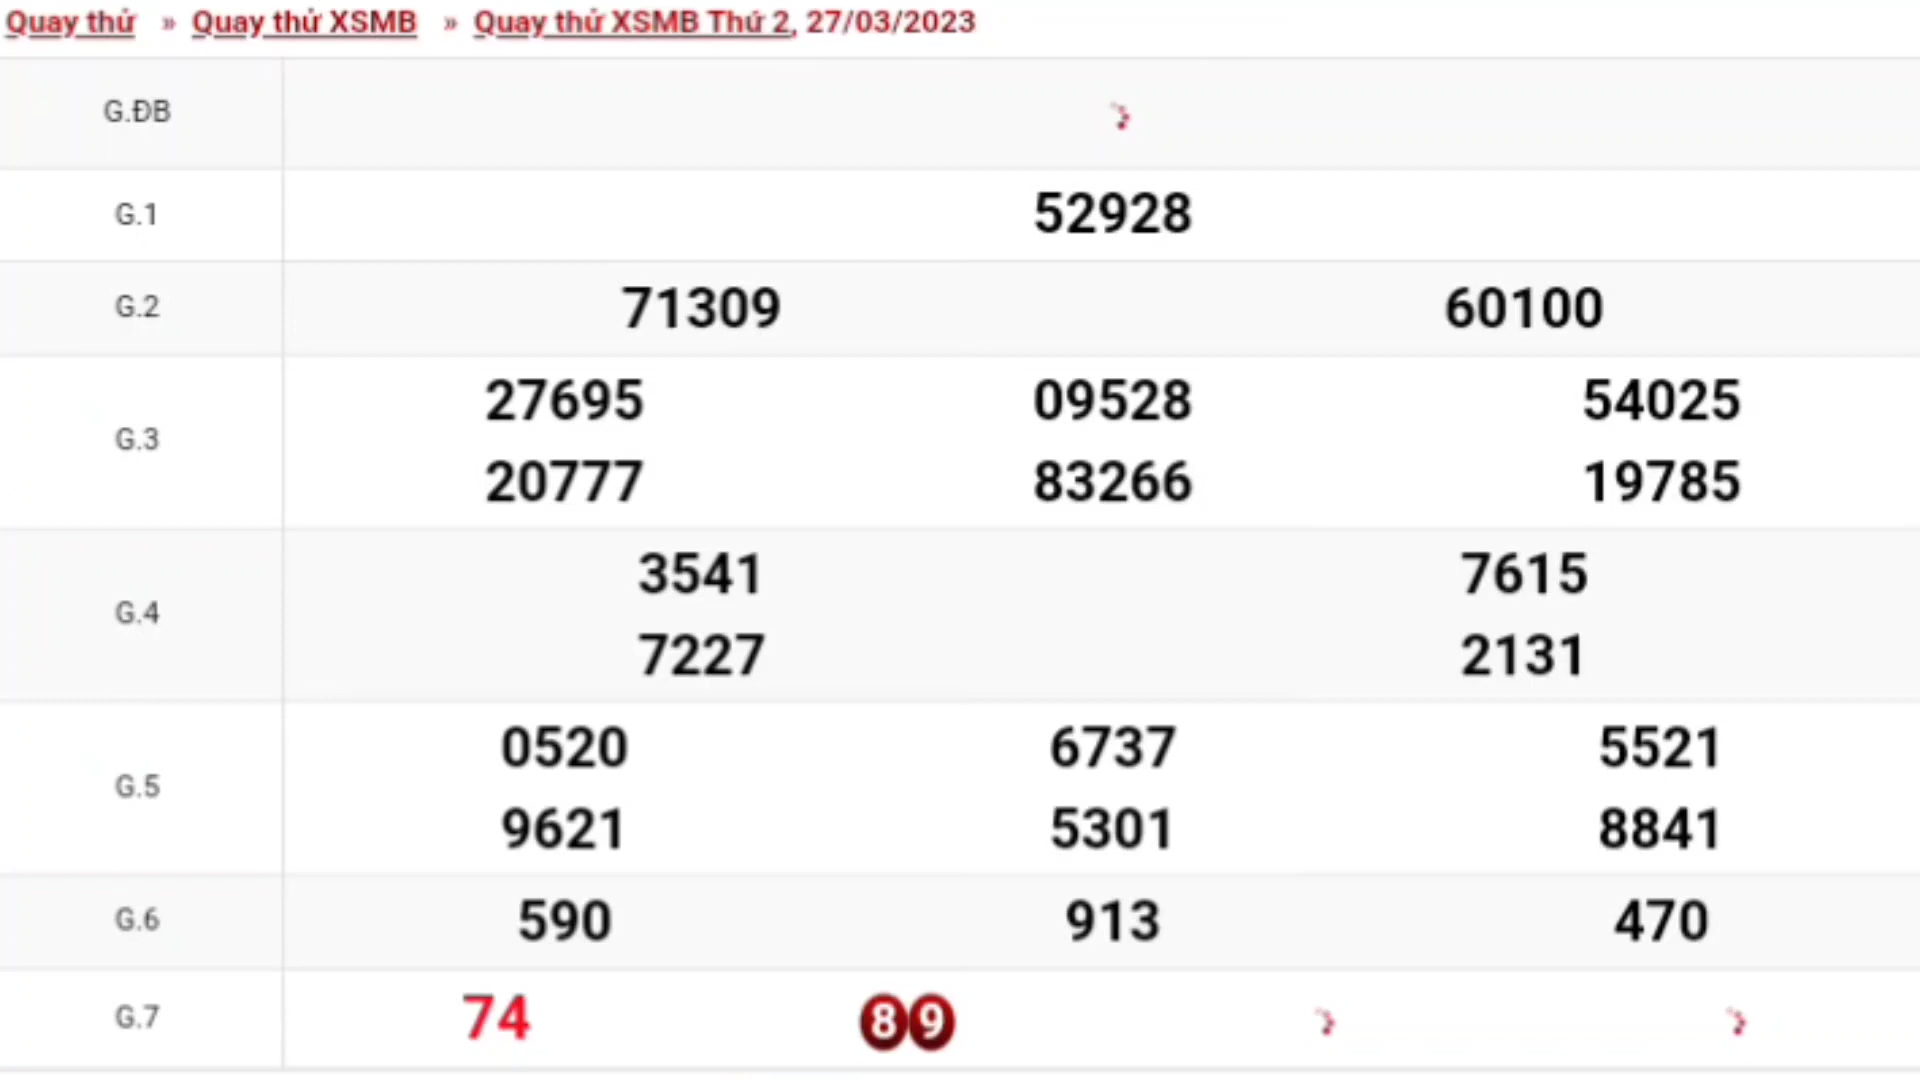 Quay thử » Quay thử XSMB » Quay thử XSMB Thứ 2, 27/03/2023
G.ĐB
G.1 52928
G.2 71309 60100
G.3 27695 09528 54025
20777 83266 19785
G.4 3541 7615
7227 2131
G.5 0520 6737 5521
9621 5301 8841
G.6 590 913 470
G.7 74 89